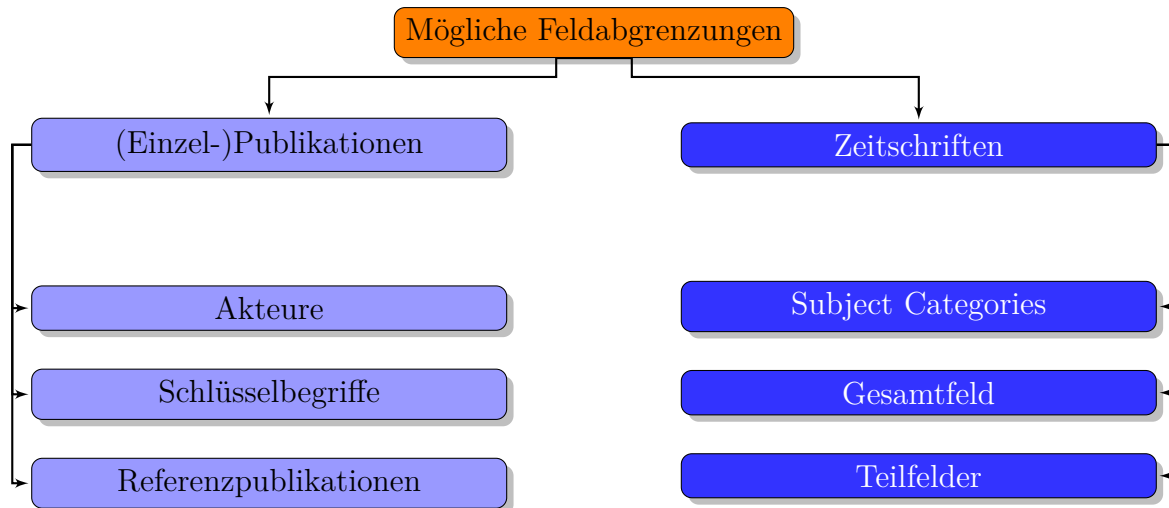 Mögliche Feldabgrenzungen
(Einzel-)Publikationen
Zeitschriften
Akteure
Subject Categories
Schlüsselbegriffe
Gesamtfeld
Referenzpublikationen
Teilfelder